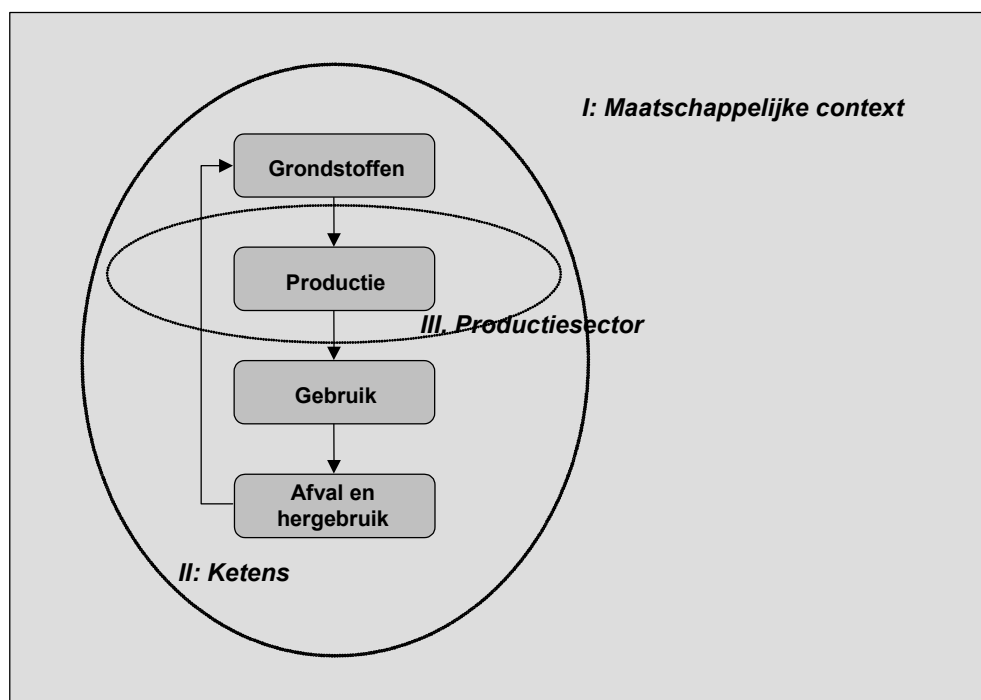 I: Maatschappelijke context
Grondstoffen
Productie
III. Productiesector
Gebruik
Afval en
hergebruik
II: Ketens